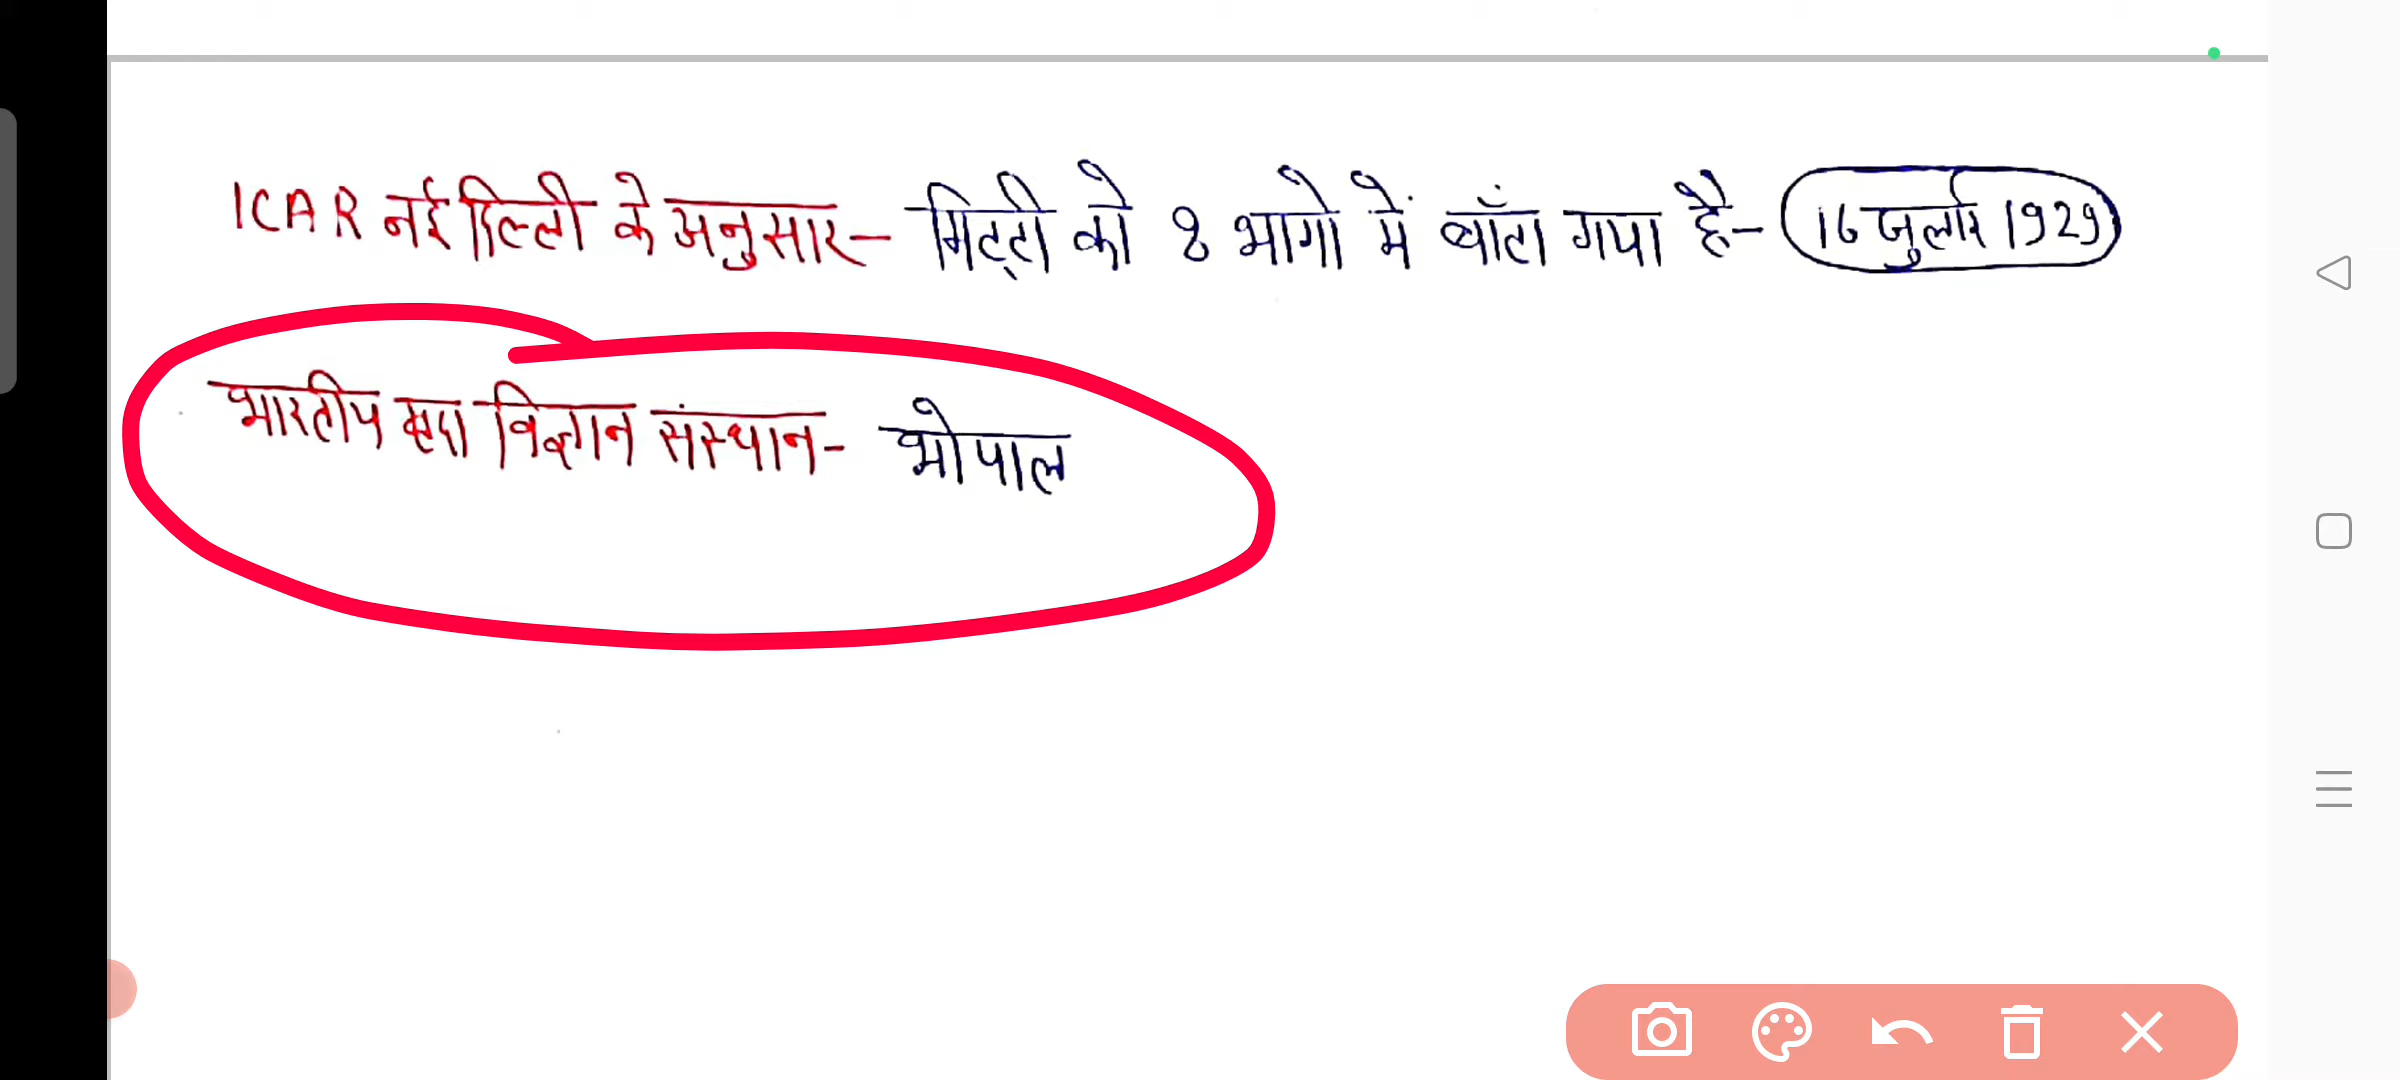 ICAR नई दिल्ली के अनुसार– मिट्टी को 8 भागो में बाँटा गया है– 16 जुलाई 1929
भारतीय मृदा विज्ञान संस्थान– भोपाल